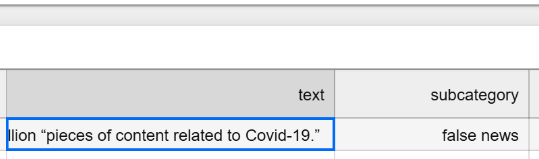 text subcategory
llion “pieces of content related to Covid-19.” false news